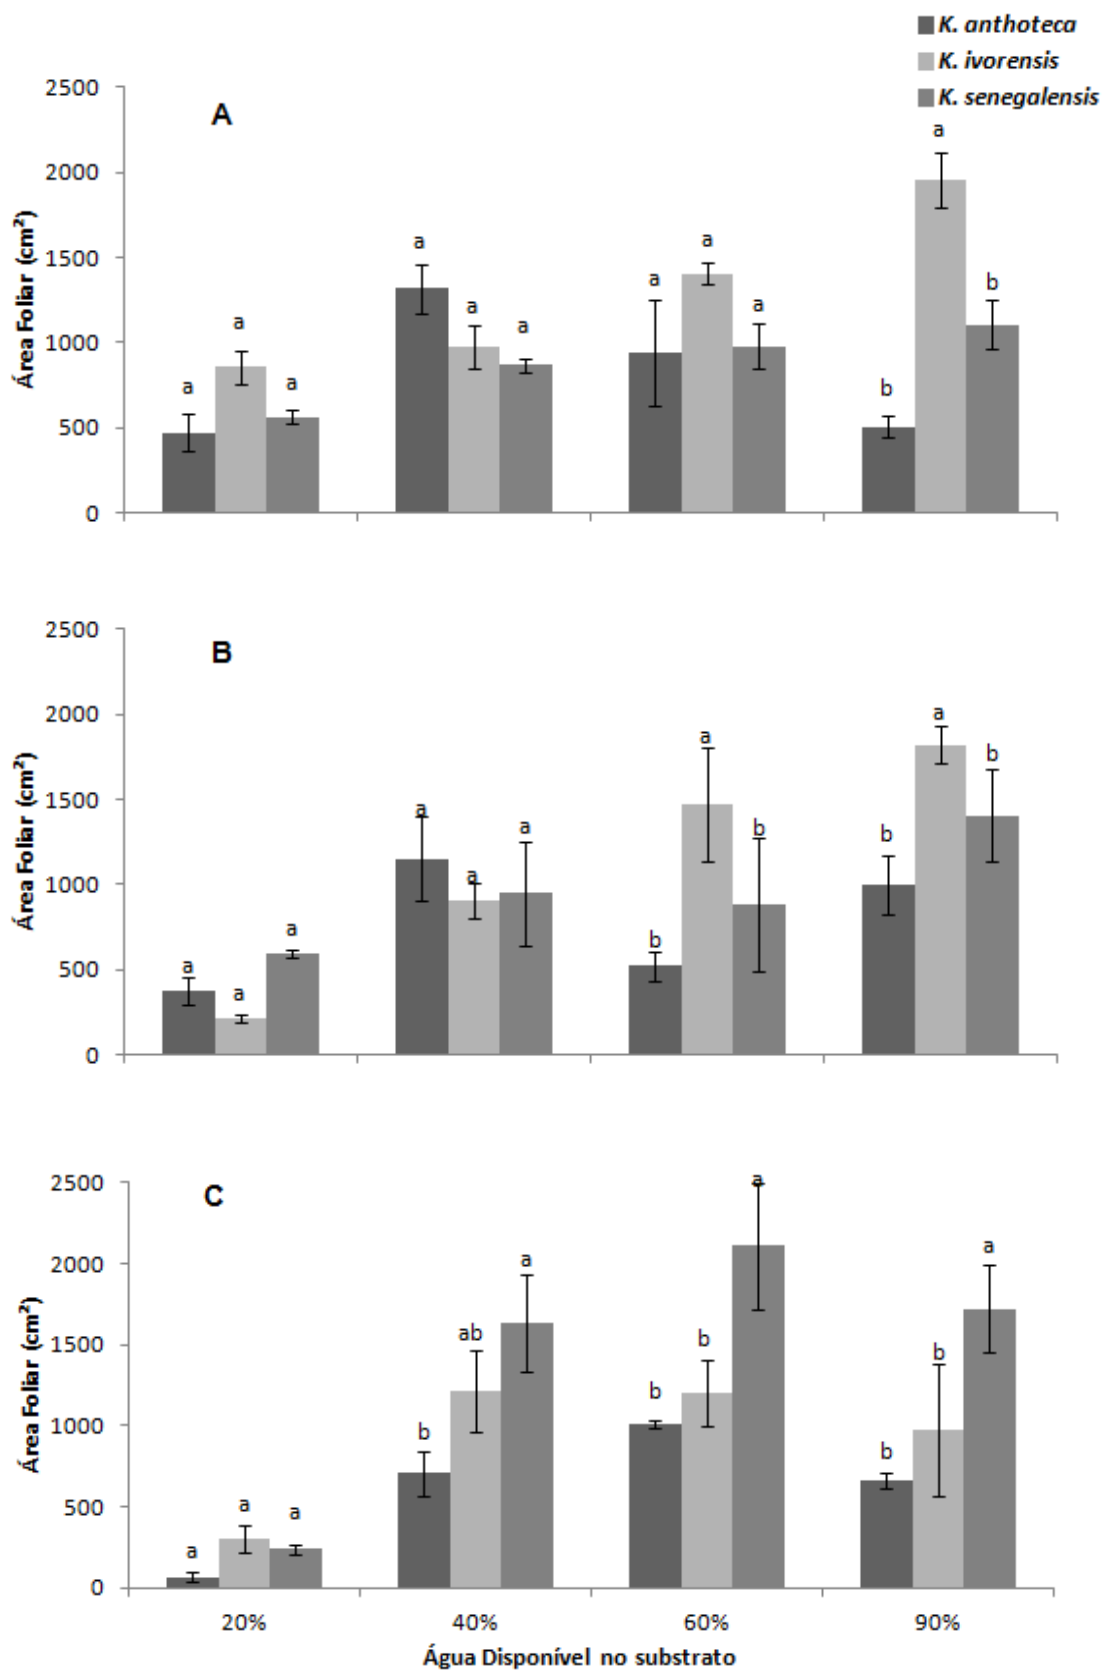 K. anthoteca
K. ivorensis
K. senegalensis
A
Área Foliar (cm²)
2500
2000
1500
1000
500
0
a
a
a
a
a
a
a
a
a
b
a
b
B
Área Foliar (cm²)
2500
2000
1500
1000
500
0
a
a
a
a
a
a
b
a
b
b
a
b
C
Área Foliar (cm²)
2500
2000
1500
1000
500
0
a
a
a
b
ab
a
b
b
a
b
b
a
20% 40% 60% 90%
Água Disponível no substrato